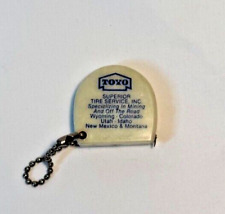 TOYO
SUPERIOR
TIRE SERVICE, INC.
Specializing In Mining
And Off The Road
Wyoming - Colorado
Utah - Idaho
New Mexico & Montana